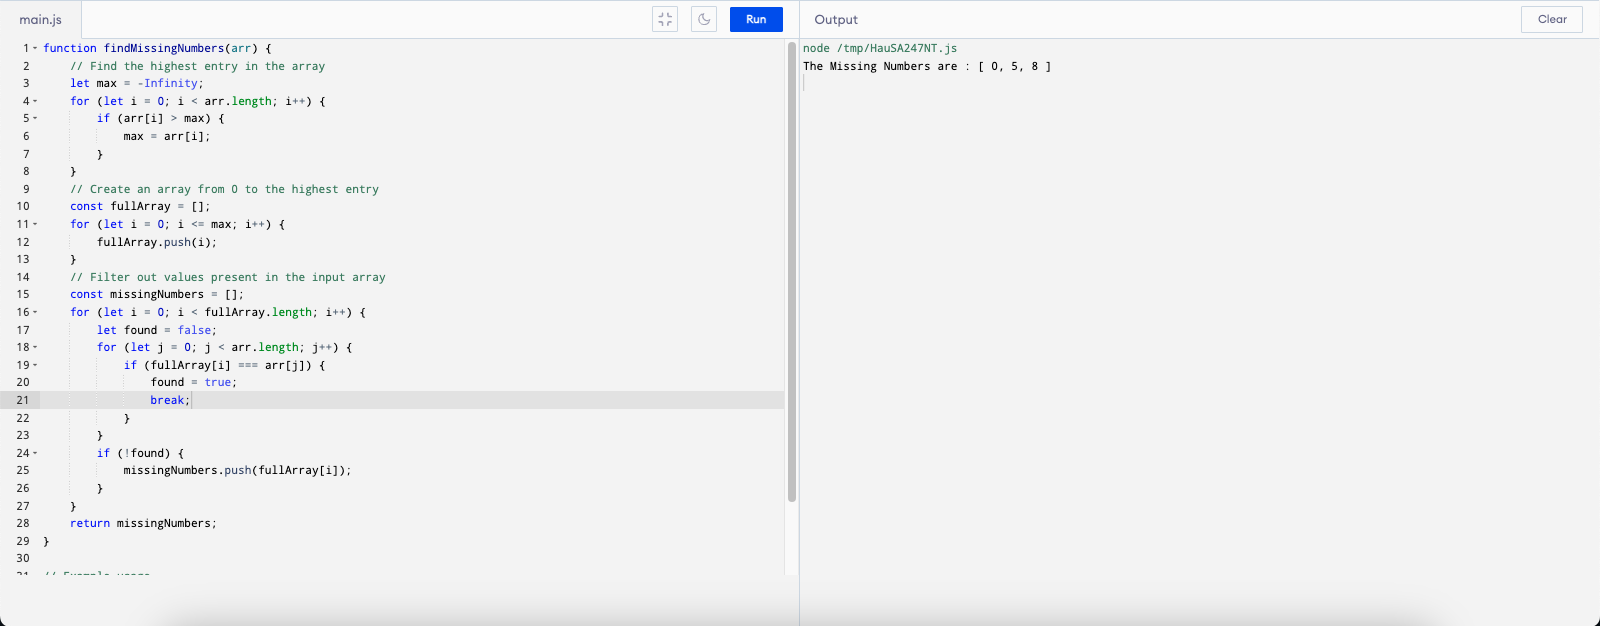 main.js
Run
Output
Clear
1 function findMissingNumbers(arr) {
2 // Find the highest entry in the array
3 let max = -Infinity;
4 for (let i = 0; i < arr.length; i++) {
5 if (arr[i] > max) {
6 max = arr[i];
7 }
8 }
9 // Create an array from 0 to the highest entry
10 const fullArray = [];
11 for (let i = 0; i <= max; i++) {
12 fullArray.push(i);
13 }
14 // Filter out values present in the input array
15 const missingNumbers = [];
16 for (let i = 0; i < fullArray.length; i++) {
17 let found = false;
18 for (let j = 0; j < arr.length; j++) {
19 if (fullArray[i] === arr[j]) {
20 found = true;
21 break;
22 }
23 }
24 if (!found) {
25 missingNumbers.push(fullArray[i]);
26 }
27 }
28 return missingNumbers;
29 }
30
31 // Example usage
node /tmp/HauSA247NT.js
The Missing Numbers are : [ 0, 5, 8 ]